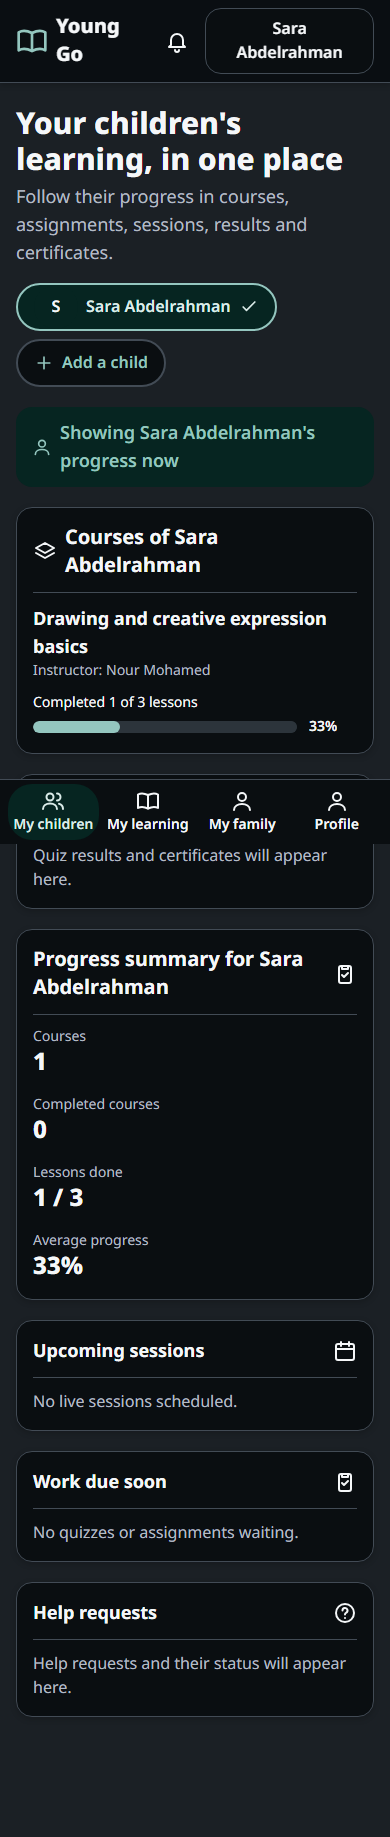 Young
Go
Sara
Abdelrahman
Your children's
learning, in one place
Follow their progress in courses,
assignments, sessions, results and
certificates.
S Sara Abdelrahman
Add a child
Showing Sara Abdelrahman's
progress now
Courses of Sara
Abdelrahman
Drawing and creative expression
basics
Instructor: Nour Mohamed
Completed 1 of 3 lessons
33%
My children My learning My family Profile
Quiz results and certificates will appear
here.
Progress summary for Sara
Abdelrahman
Courses
1
Completed courses
0
Lessons done
1 / 3
Average progress
33%
Upcoming sessions
No live sessions scheduled.
Work due soon
No quizzes or assignments waiting.
Help requests
Help requests and their status will appear
here.